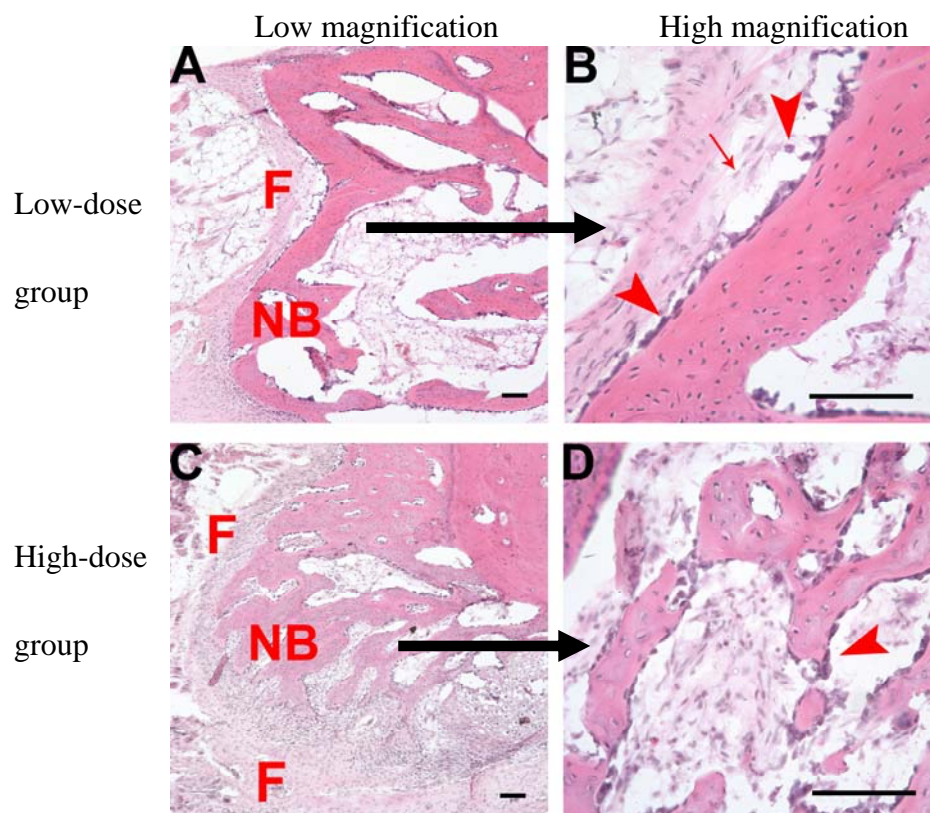 Low magnification
High magnification
A
B
F
NB
Low-dose
group
C
D
F
NB
F
High-dose
group